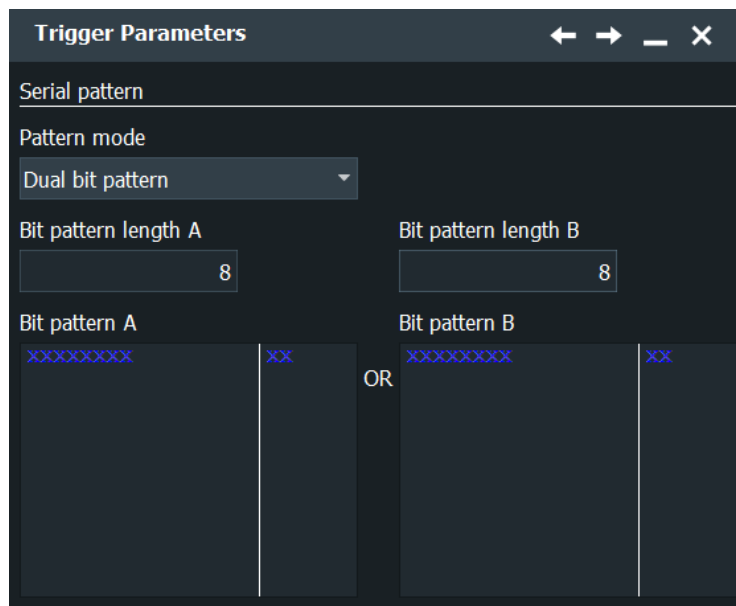 Trigger Parameters
Serial pattern
Pattern mode
Dual bit pattern
Bit pattern length A
Bit pattern length B
8
8
Bit pattern A
Bit pattern B
XXXXXXXX XX
OR
XXXXXXXX XX